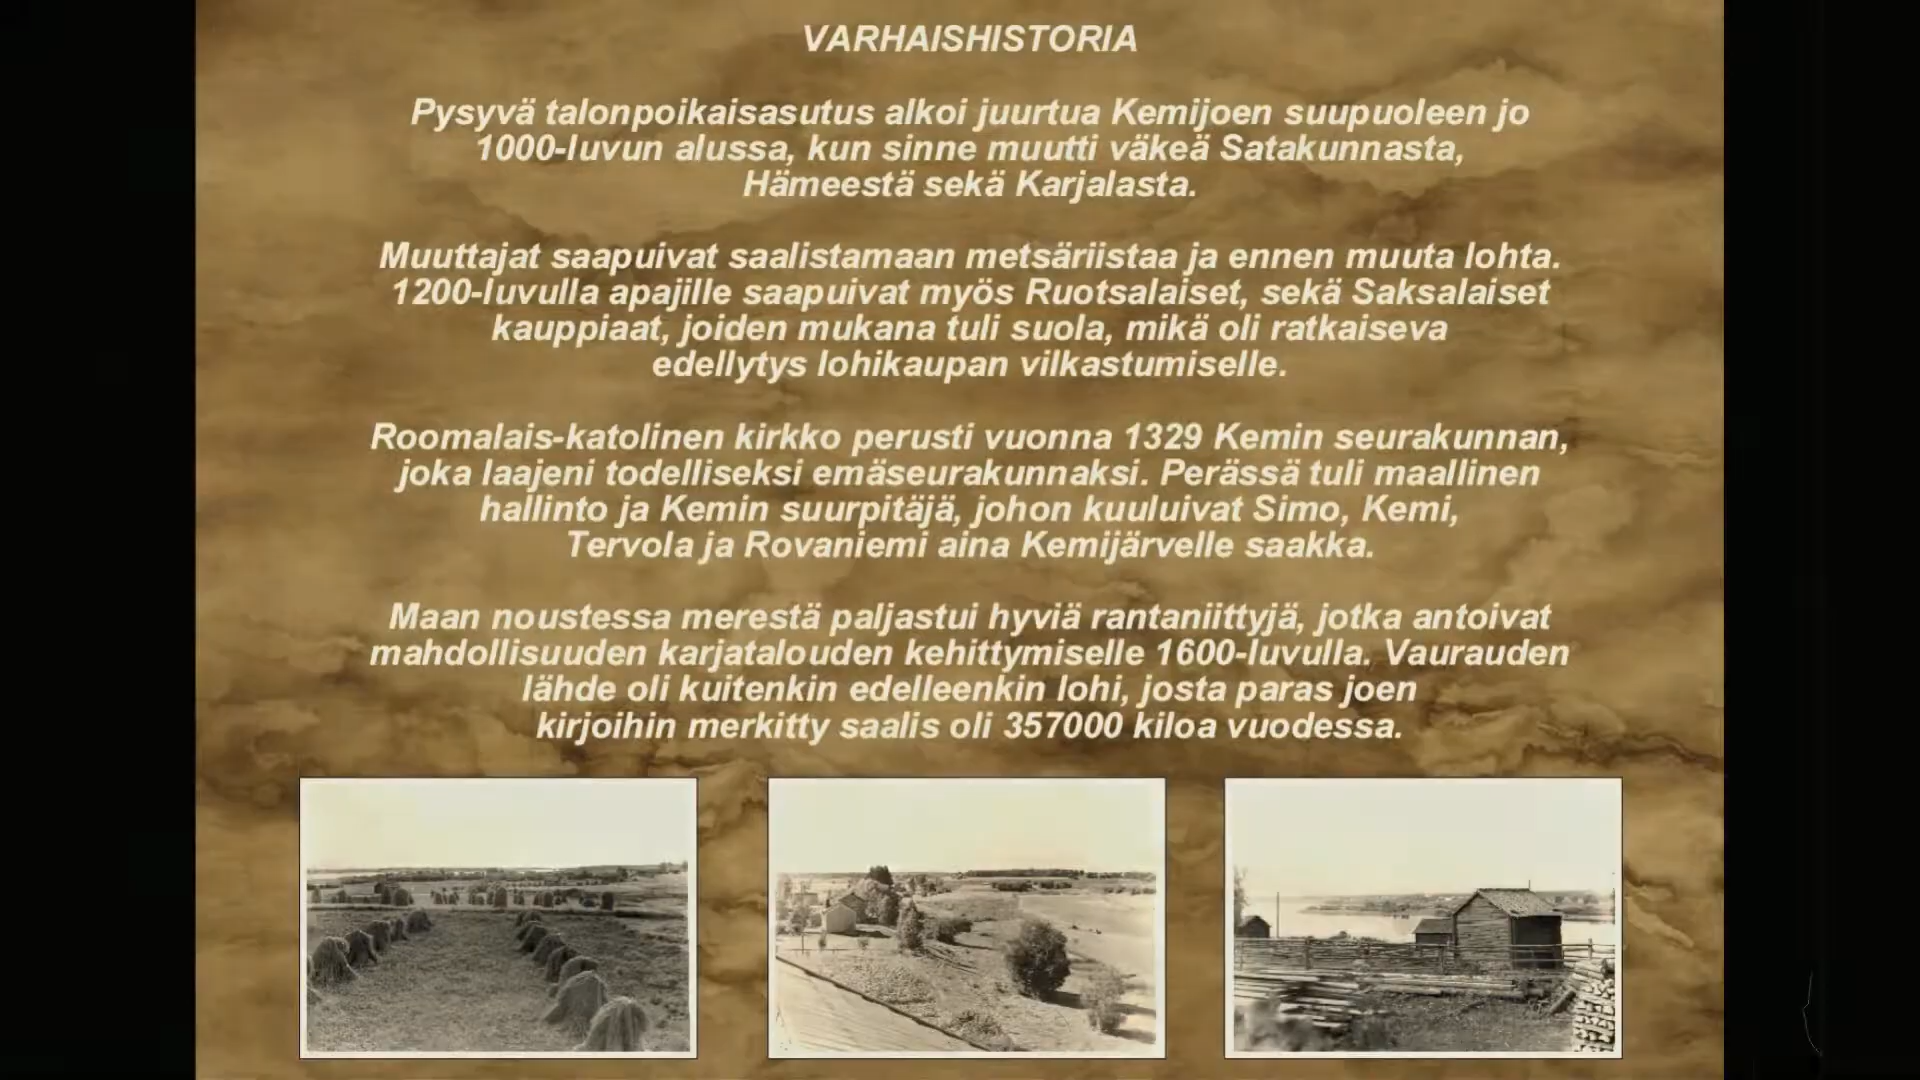 VARHAISHISTORIA
Pysyvä talonpoikaisasutus alkoi juurtua Kemijoen suupuoleen jo
1000-luvun alussa, kun sinne muutti väkeä Satakunnasta,
Hämeestä sekä Karjalasta.
Muuttajat saapuivat saalistamaan metsäriistaa ja ennen muuta lohta.
1200-luvulla apajille saapuivat myös Ruotsalaiset, sekä Saksalaiset
kauppiaat, joiden mukana tuli suola, mikä oli ratkaiseva
edellytys lohikaupan vilkastumiselle.
Roomalais-katolinen kirkko perusti vuonna 1329 Kemin seurakunnan,
joka laajeni todelliseksi emäseurakunnaksi. Perässä tuli maallinen
hallinto ja Kemin suurpitäjä, johon kuuluivat Simo, Kemi,
Tervola ja Rovaniemi aina Kemijärvelle saakka.
Maan noustessa merestä paljastui hyviä rantaniittyjä, jotka antoivat
mahdollisuuden karjatalouden kehittymiselle 1600-luvulla. Vaurauden
lähde oli kuitenkin edelleenkin lohi, josta paras joen
kirjoihin merkitty saalis oli 357000 kiloa vuodessa.